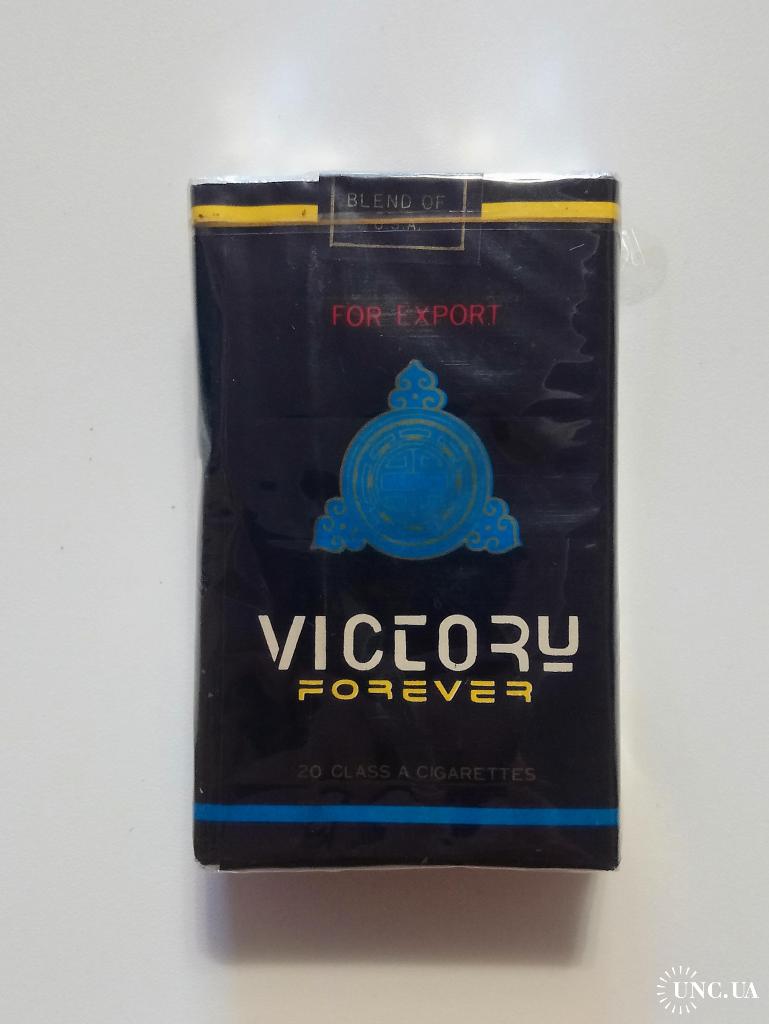 BLEND OF
U.S.A.
FOR EXPORT
VICTORY
FOREVER
20 CLASS A CIGARETTES
UNC.UA